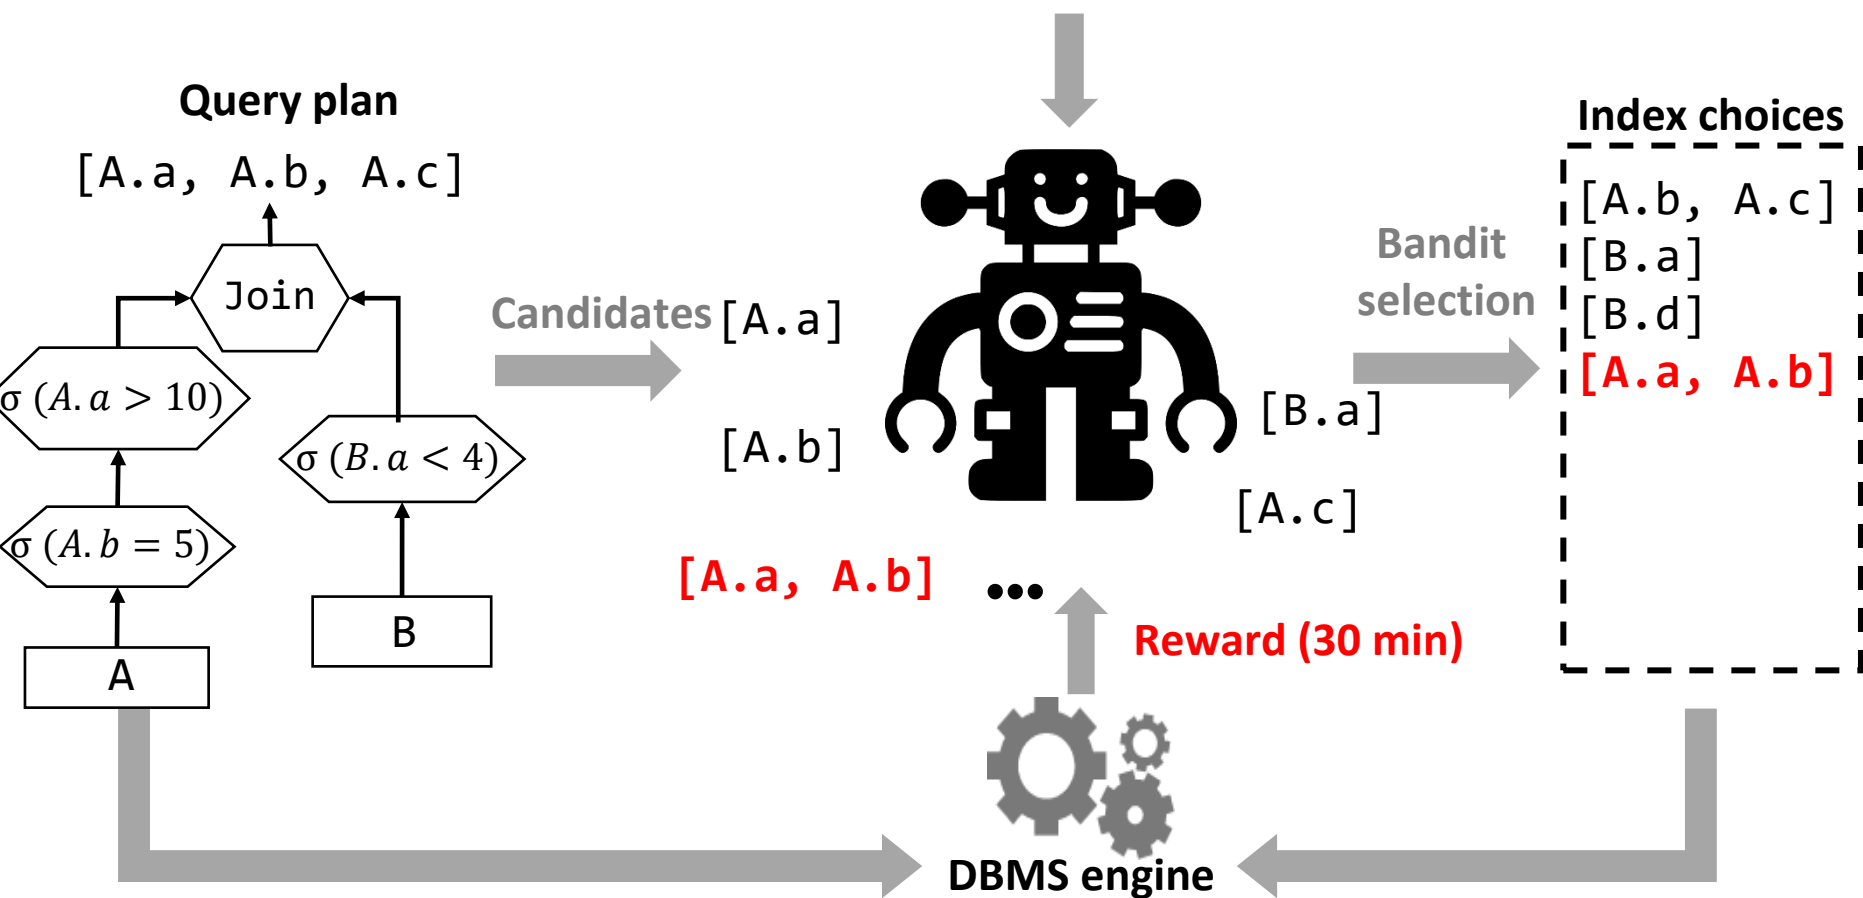 Query plan
[A.a, A.b, A.c]
Join
σ (A.a > 10)
σ (B.a < 4)
σ (A.b = 5)
A
B
Candidates
[A.a]
[A.b]
[A.a, A.b]
...
[B.a]
[A.c]
Reward (30 min)
DBMS engine
Bandit
selection
Index choices
[A.b, A.c]
[B.a]
[B.d]
[A.a, A.b]